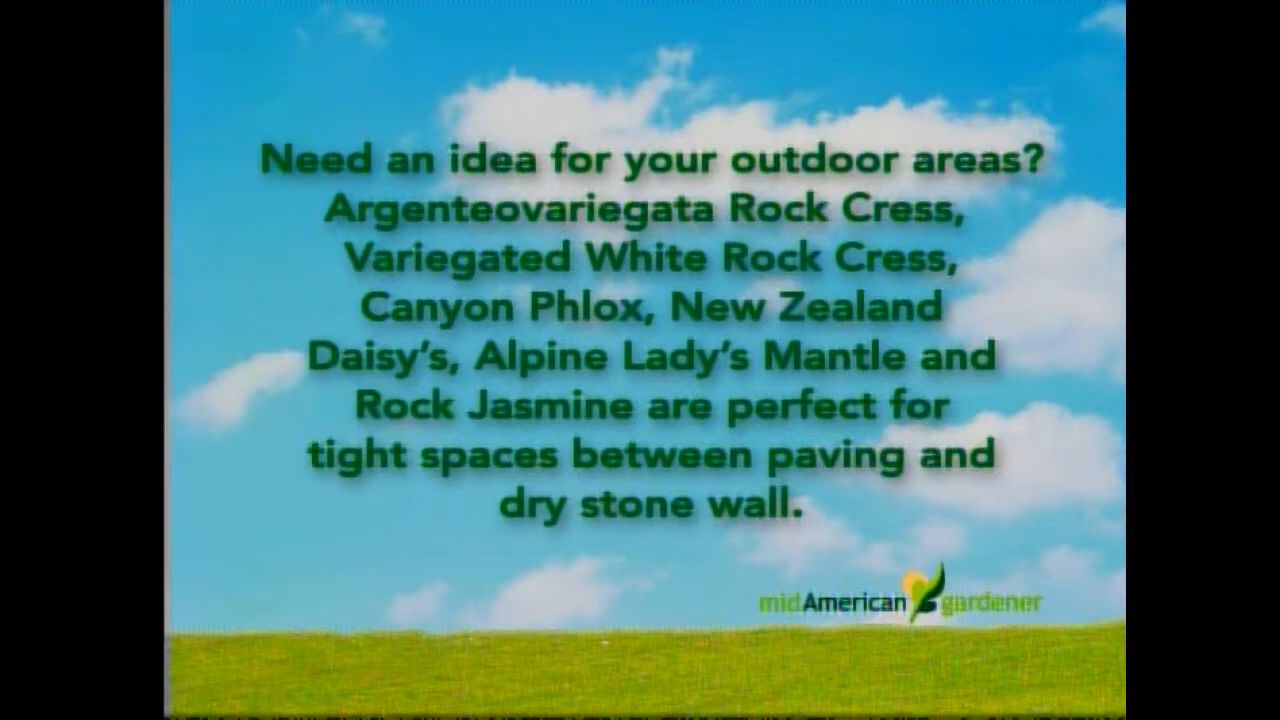 Need an idea for your outdoor areas?
Argenteovariegata Rock Cress,
Variegated White Rock Cress,
Canyon Phlox, New Zealand
Daisy’s, Alpine Lady’s Mantle and
Rock Jasmine are perfect for
tight spaces between paving and
dry stone wall.
midAmerican gardener